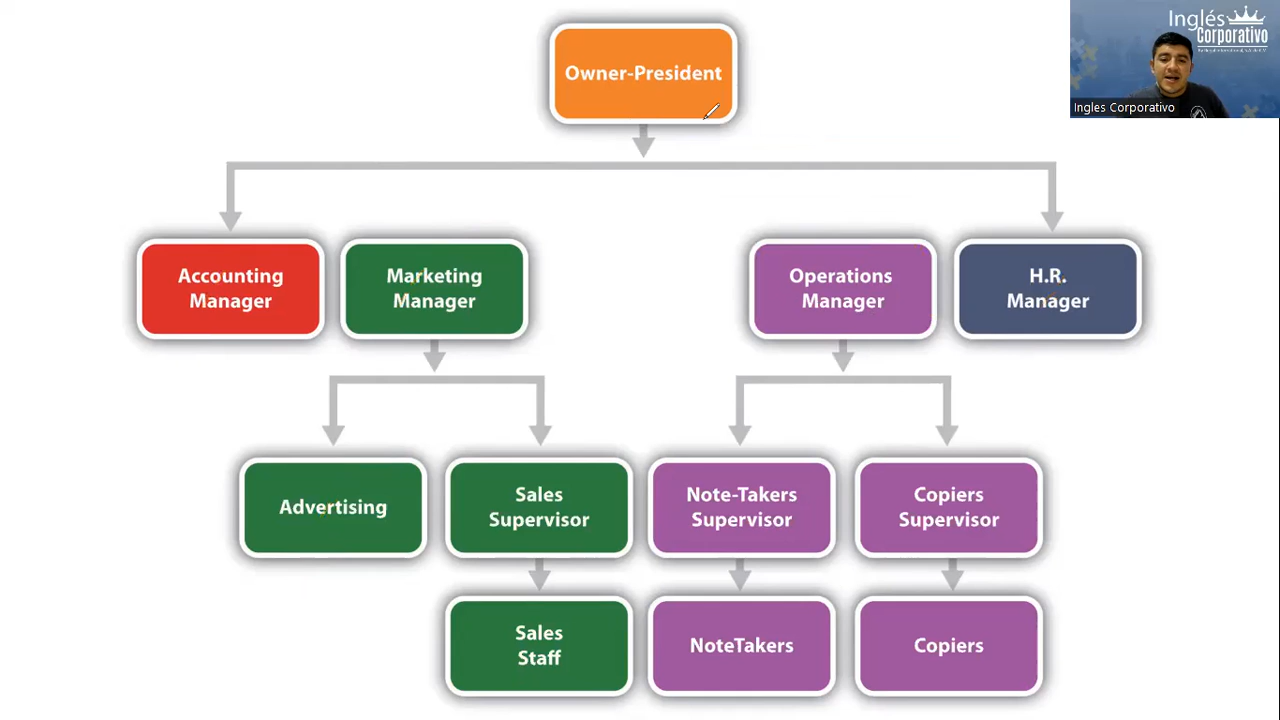 Owner-President
Inglés
Corporativo
Ingles Corporativo
Accounting
Manager
Marketing
Manager
Operations
Manager
H.R.
Manager
Advertising
Sales
Supervisor
Note-Takers
Supervisor
Copiers
Supervisor
Sales
Staff
NoteTakers
Copiers